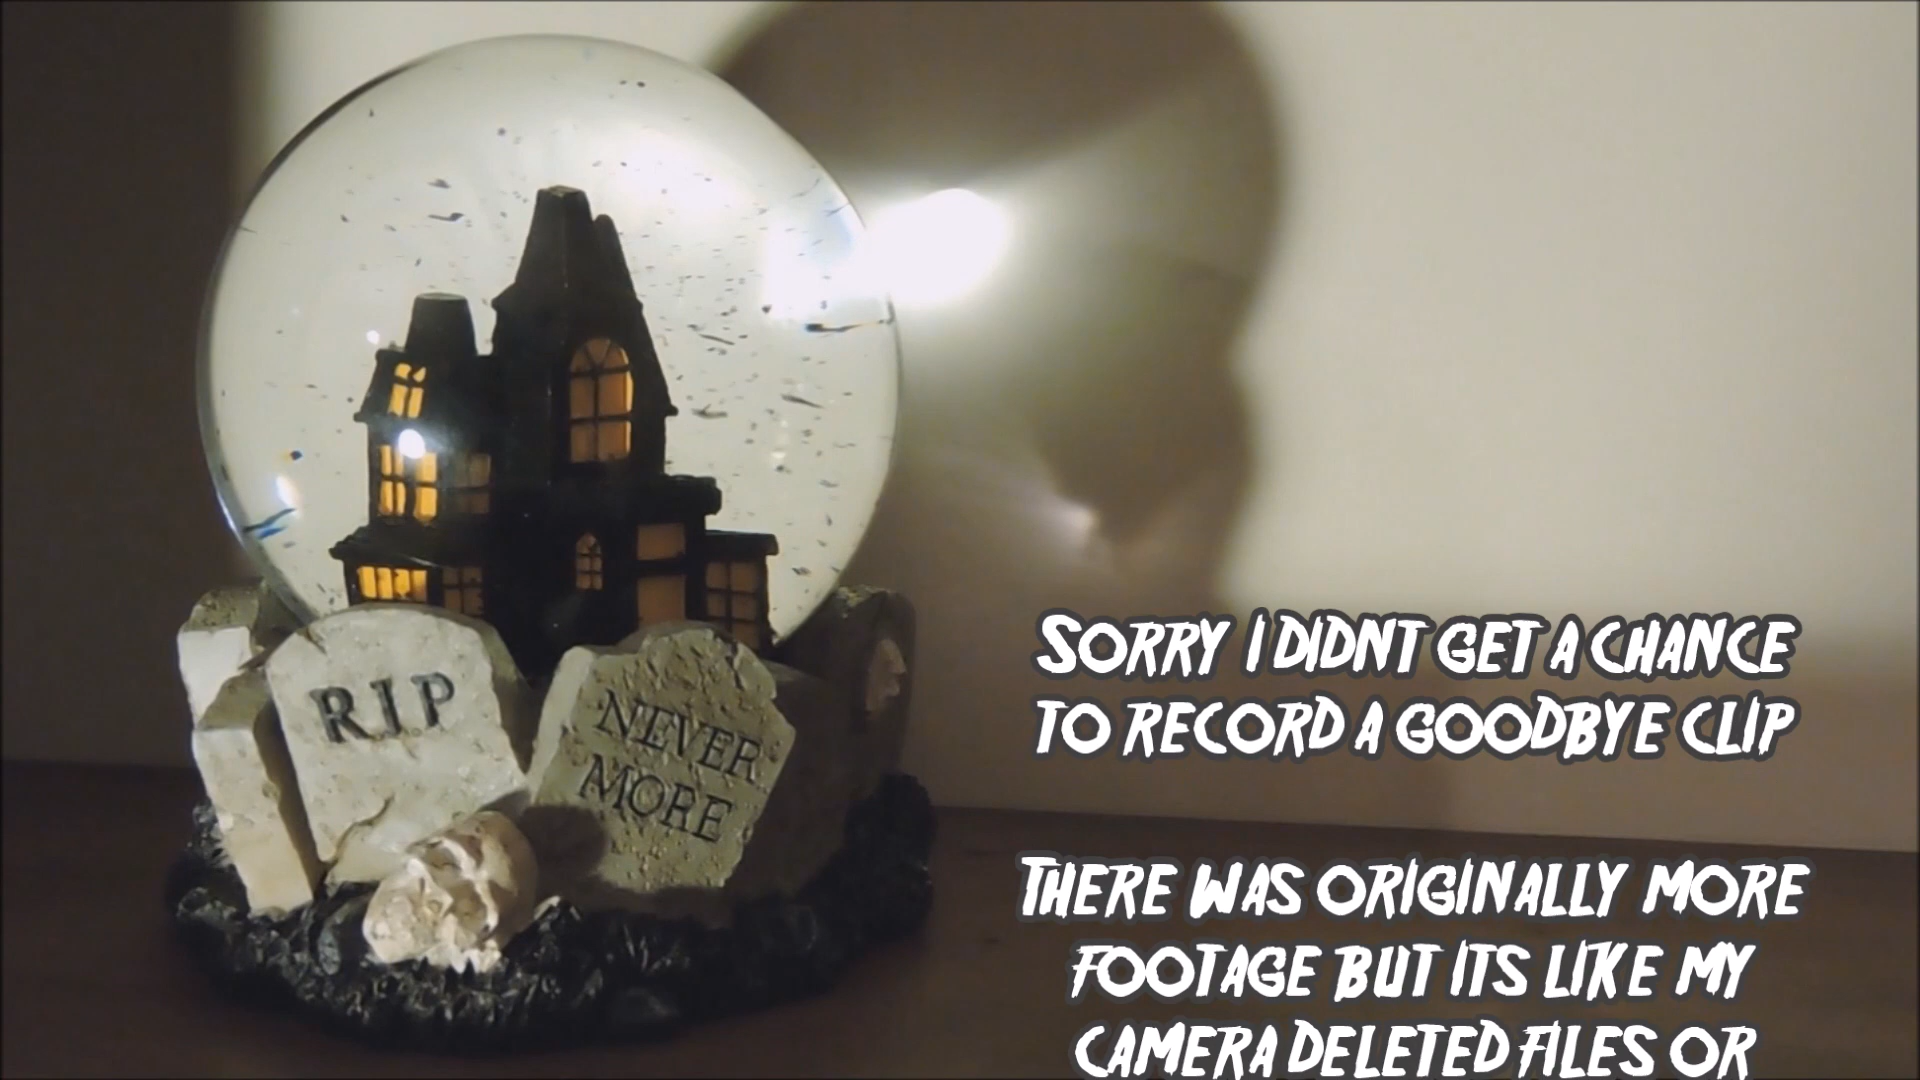 RIP
NEVER
MORE
SORRY I DIDNT GET A CHANCE
TO RECORD A GOODBYE CLIP
THERE WAS ORIGINALLY MORE
FOOTAGE BUT ITS LIKE MY
CAMERA DELETED FILES OR